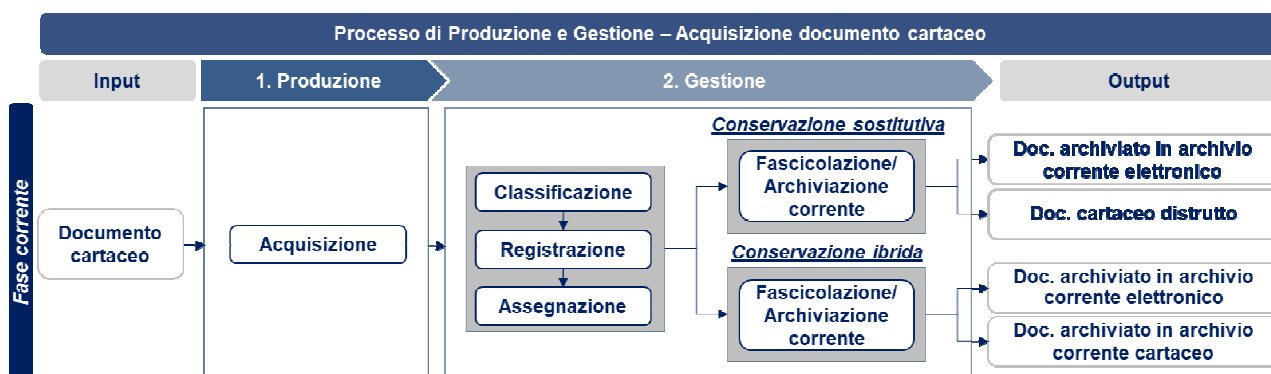 Processo di Produzione e Gestione – Acquisizione documento cartaceo
Input
1. Produzione
2. Gestione
Output
Fase corrente
Documento
cartaceo
Acquisizione
Classificazione
Registrazione
Assegnazione
Conservazione sostitutiva
Fascicolazione/
Archiviazione
corrente
Conservazione ibrida
Fascicolazione/
Archiviazione
corrente
Doc. archiviato in archivio
corrente elettronico
Doc. cartaceo distrutto
Doc. archiviato in archivio
corrente elettronico
Doc. archiviato in archivio
corrente cartaceo